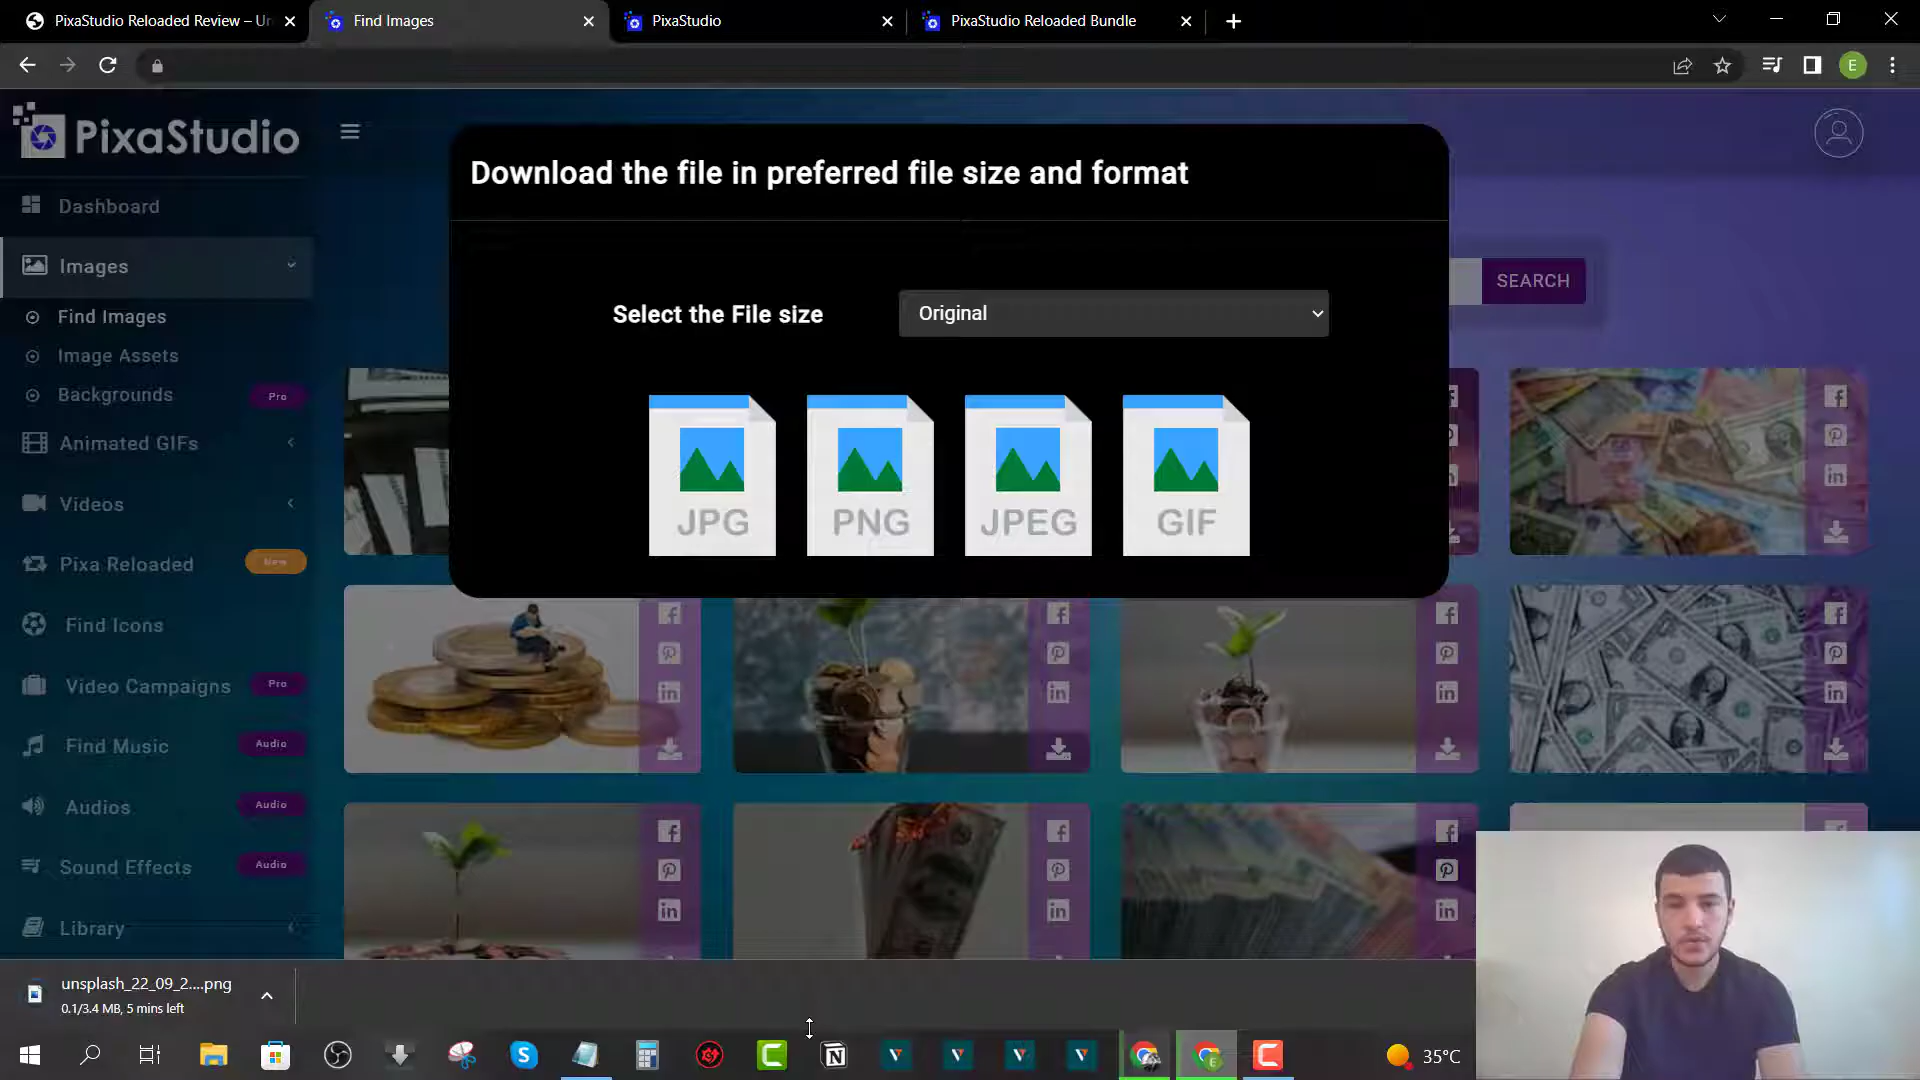 PixaStudio Reloaded Review – Un
Find Images
PixaStudio
PixaStudio Reloaded Bundle
E
PixaStudio
Download the file in preferred file size and format
Dashboard
Images
Select the File size
Original
SEARCH
Find Images
Image Assets
Backgrounds
Pro
Animated GIFs
JPG
PNG
JPEG
GIF
Videos
Pixa Reloaded
New
Find Icons
Video Campaigns
Pro
Find Music
Audio
Audios
Audio
Sound Effects
Audio
Library
unsplash_22_09_2....png
0.1/3.4 MB, 5 mins left
35°C